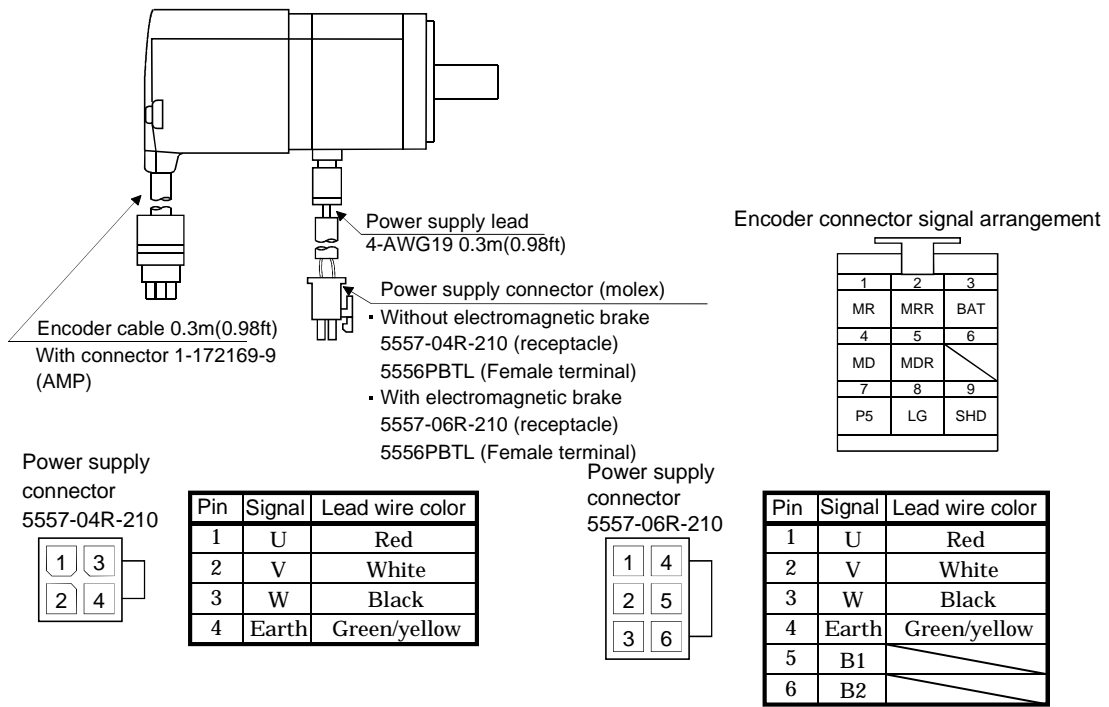 Power supply lead
4-AWG19 0.3m(0.98ft)
Power supply connector (molex)
Without electromagnetic brake
5557-04R-210 (receptacle)
5556PBTL (Female terminal)
With electromagnetic brake
5557-06R-210 (receptacle)
5556PBTL (Female terminal)
Encoder cable 0.3m(0.98ft)
With connector 1-172169-9
(AMP)
Encoder connector signal arrangement
1 2 3
MR MRR BAT
4 5 6
MD MDR
7 8 9
P5 LG SHD
Power supply
connector
5557-04R-210
1 3
2 4
Pin Signal Lead wire color
1 U Red
2 V White
3 W Black
4 Earth Green/yellow
Power supply
connector
5557-06R-210
1 4
2 5
3 6
Pin Signal Lead wire color
1 U Red
2 V White
3 W Black
4 Earth Green/yellow
5 B1
6 B2